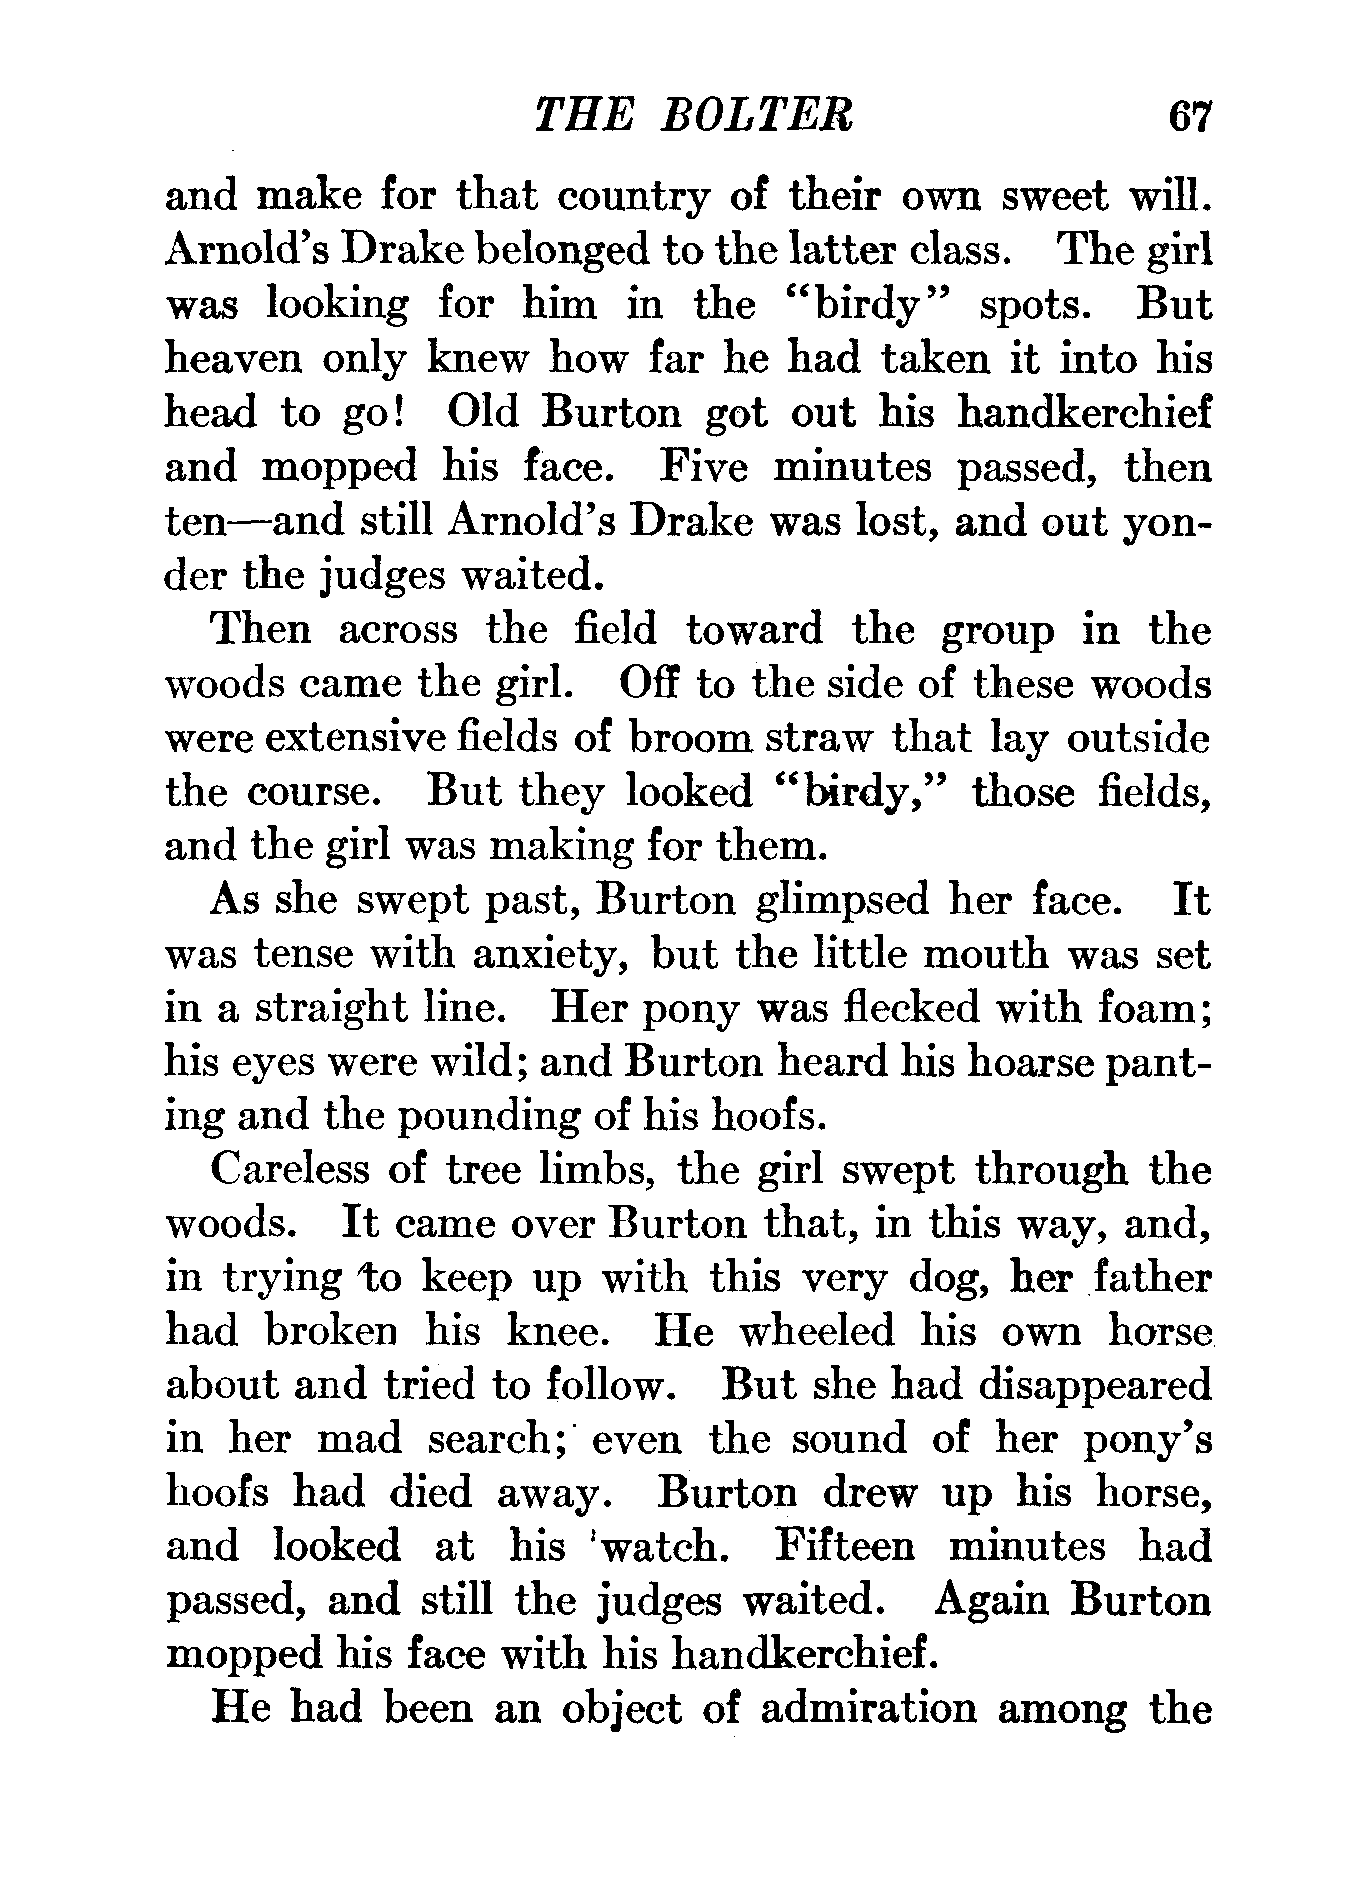 THE BOLTER 67
and make for that country of their own sweet will.
Arnold's Drake belonged to the latter class. The girl
was looking for him in the "birdy" spots. But
heaven only knew how far he had taken it into his
head to go! Old Burton got out his handkerchief
and mopped his face. Five minutes passed, then
ten—and still Arnold's Drake was lost, and out yon-
der the judges waited.
Then across the field toward the group in the
woods came the girl. Off to the side of these woods
were extensive fields of broom straw that lay outside
the course. But they looked "birdy," those fields,
and the girl was making for them.
As she swept past, Burton glimpsed her face. It
was tense with anxiety, but the little mouth was set
in a straight line. Her pony was flecked with foam;
his eyes were wild; and Burton heard his hoarse pant-
ing and the pounding of his hoofs.
Careless of tree limbs, the girl swept through the
woods. It came over Burton that, in this way, and,
in trying to keep up with this very dog, her father
had broken his knee. He wheeled his own horse
about and tried to follow. But she had disappeared
in her mad search; even the sound of her pony's
hoofs had died away. Burton drew up his horse,
and looked at his watch. Fifteen minutes had
passed, and still the judges waited. Again Burton
mopped his face with his handkerchief.
He had been an object of admiration among the